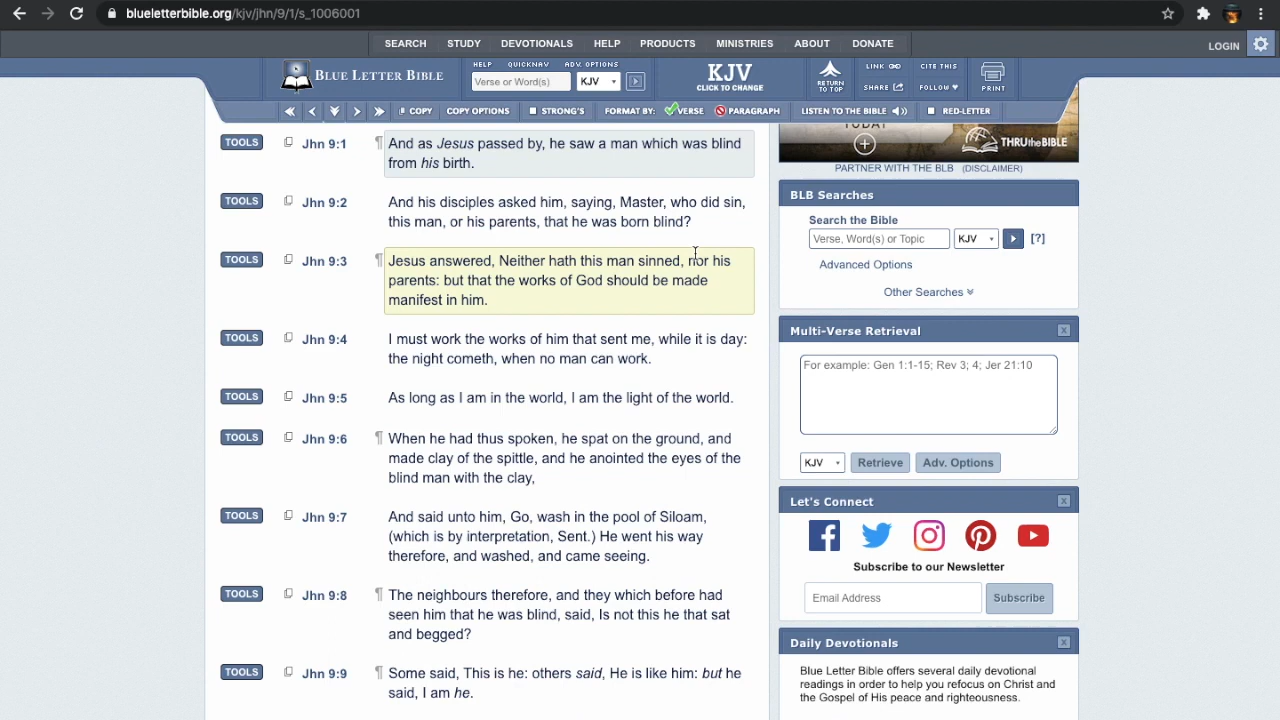 blueletterbible.org/kjv/jhn/9/1/s_1006001
SEARCH STUDY DEVOTIONALS HELP PRODUCTS MINISTRIES ABOUT DONATE
LOGIN
BLUE LETTER BIBLE
HELP QUICKNAV ADV. OPTIONS
Verse or Word(s) KJV
KJV
CLICK TO CHANGE
RETURN
TO TOP
LINK CITE THIS
SHARE FOLLOW
PRINT
COPY COPY OPTIONS STRONG'S FORMAT BY: VERSE PARAGRAPH LISTEN TO THE BIBLE RED-LETTER
TOOLS Jhn 9:1 ¶ And as Jesus passed by, he saw a man which was blind
from his birth.
TOOLS Jhn 9:2 And his disciples asked him, saying, Master, who did sin,
this man, or his parents, that he was born blind?
TOOLS Jhn 9:3 ¶ Jesus answered, Neither hath this man sinned, nor his
parents: but that the works of God should be made
manifest in him.
TOOLS Jhn 9:4 I must work the works of him that sent me, while it is day:
the night cometh, when no man can work.
TOOLS Jhn 9:5 As long as I am in the world, I am the light of the world.
TOOLS Jhn 9:6 ¶ When he had thus spoken, he spat on the ground, and
made clay of the spittle, and he anointed the eyes of the
blind man with the clay,
TOOLS Jhn 9:7 And said unto him, Go, wash in the pool of Siloam,
(which is by interpretation, Sent.) He went his way
therefore, and washed, and came seeing.
TOOLS Jhn 9:8 ¶ The neighbours therefore, and they which before had
seen him that he was blind, said, Is not this he that sat
and begged?
TOOLS Jhn 9:9 ¶ Some said, This is he: others said, He is like him: but he
said, I am he.
TODAY
THRU the BIBLE
PARTNER WITH THE BLB (DISCLAIMER)
BLB Searches
Search the Bible
Verse, Word(s) or Topic KJV [?]
Advanced Options
Other Searches
Multi-Verse Retrieval
For example: Gen 1:1-15; Rev 3; 4; Jer 21:10
KJV Retrieve Adv. Options
Let's Connect
Subscribe to our Newsletter
Email Address Subscribe
Daily Devotionals
Blue Letter Bible offers several daily devotional
readings in order to help you refocus on Christ and
the Gospel of His peace and righteousness.